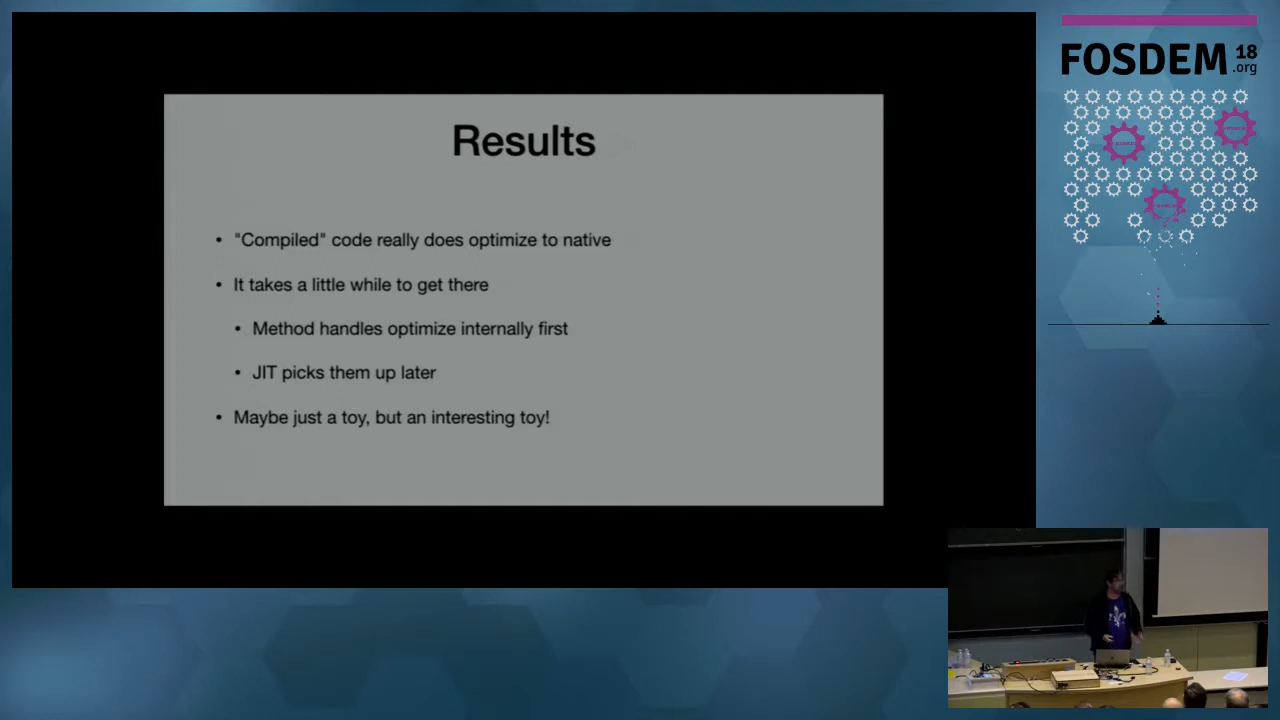 Results
• "Compiled" code really does optimize to native
• It takes a little while to get there
• Method handles optimize internally first
• JIT picks them up later
• Maybe just a toy, but an interesting toy!
FOSDEM 18
.org